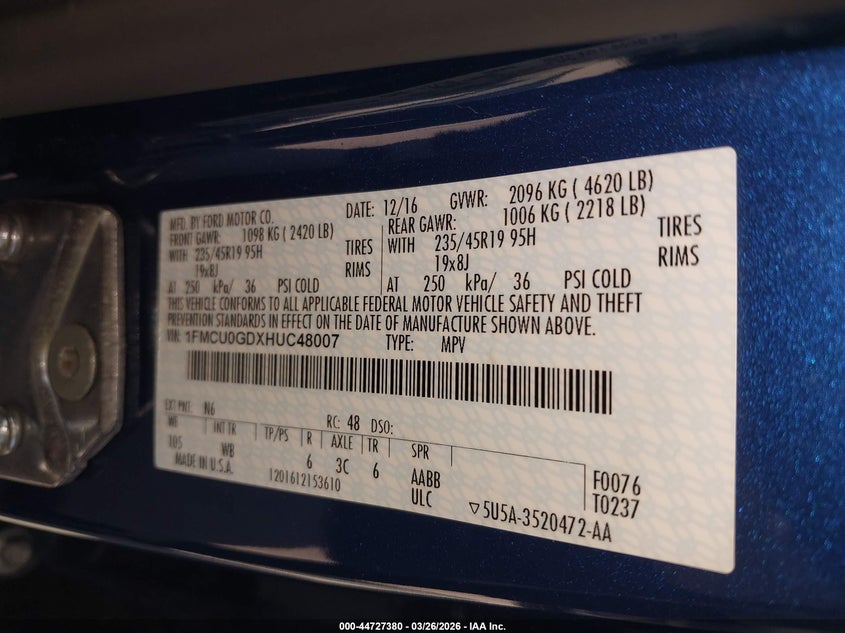 MFD. BY FORD MOTOR CO.
DATE: 12/16 GVWR: 2096 KG ( 4620 LB)
FRONT GAWR: 1098 KG ( 2420 LB) REAR GAWR: 1006 KG ( 2218 LB)
WITH 235/45R19 95H TIRES WITH 235/45R19 95H TIRES
19x8J RIMS 19x8J RIMS
AT 250 kPa/ 36 PSI COLD AT 250 kPa/ 36 PSI COLD
THIS VEHICLE CONFORMS TO ALL APPLICABLE FEDERAL MOTOR VEHICLE SAFETY AND THEFT
PREVENTION STANDARDS IN EFFECT ON THE DATE OF MANUFACTURE SHOWN ABOVE.
VIN: 1FMCU0GDXHUC48007 TYPE: MPV
EXT PNT: N6 RC: 48 DSO:
WB INT TR TP/PS R AXLE TR SPR
105 WB 6 3C 6 AABB F0076
MADE IN U.S.A. 1201612153610 ULC T0237
▽5U5A-3520472-AA
000-44727380 — 03/26/2026 — IAA Inc.